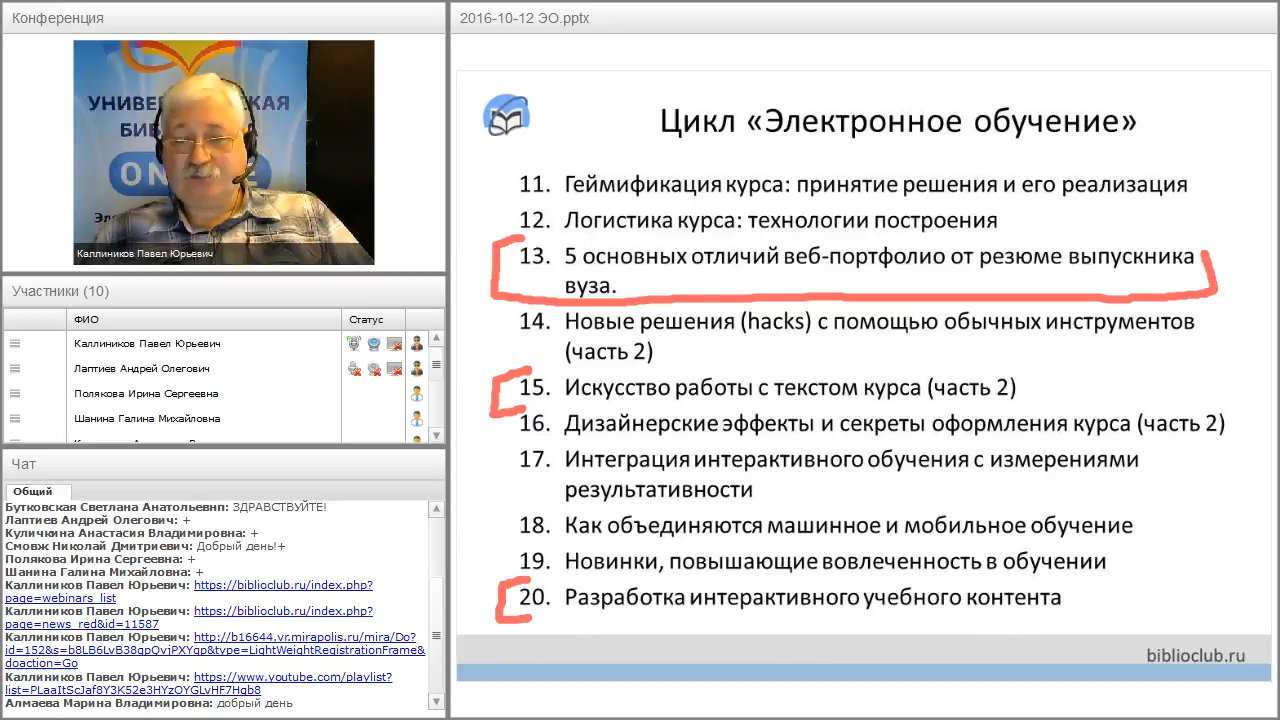 Конференция
УНИВЕР
КАЯ
БИБ
ON
E
Каллиников Павел Юрьевич
Участники (10)
ФИО
Статус
Каллиников Павел Юрьевич
Лаптиев Андрей Олегович
Полякова Ирина Сергеевна
Шанина Галина Михайловна
Чат
Общий
Бутковская Светлана Анатольевнп: ЗДРАВСТВУЙТЕ!
Лаптиев Андрей Олегович: +
Куличкина Анастасия Владимировна: +
Смовж Николай Дмитриевич: Добрый день!+
Полякова Ирина Сергеевна: +
Шанина Галина Михайловна: +
Каллиников Павел Юрьевич: https://biblioclub.ru/index.php?
page=webinars_list
Каллиников Павел Юрьевич: https://biblioclub.ru/index.php?
page=news_red&id=11587
Каллиников Павел Юрьевич: http://b16644.vr.mirapolis.ru/mira/Do?
id=152&s=b8LB6LvB38gpQvjPXYqp&type=LightWeightRegistrationFrame&
doaction=Go
Каллиников Павел Юрьевич: https://www.youtube.com/playlist?
list=PLaaItScJaf8Y3K52e3HYzOYGLvHF7Hqb8
Алмаева Марина Владимировна: добрый день
2016-10-12 ЭО.pptx
Цикл «Электронное обучение»
11. Геймификация курса: принятие решения и его реализация
12. Логистика курса: технологии построения
13. 5 основных отличий веб-портфолио от резюме выпускника
вуза.
14. Новые решения (hacks) с помощью обычных инструментов
(часть 2)
15. Искусство работы с текстом курса (часть 2)
16. Дизайнерские эффекты и секреты оформления курса (часть 2)
17. Интеграция интерактивного обучения с измерениями
результативности
18. Как объединяются машинное и мобильное обучение
19. Новинки, повышающие вовлеченность в обучении
20. Разработка интерактивного учебного контента
biblioclub.ru